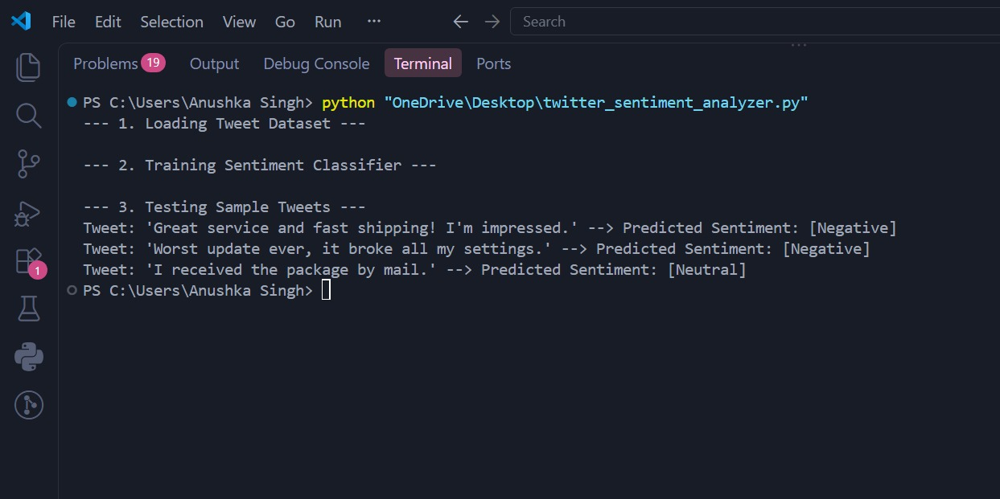 File Edit Selection View Go Run ··· ← → Search
Problems 19 Output Debug Console Terminal Ports
PS C:\Users\Anushka Singh> python "OneDrive\Desktop\twitter_sentiment_analyzer.py"
--- 1. Loading Tweet Dataset ---
--- 2. Training Sentiment Classifier ---
--- 3. Testing Sample Tweets ---
Tweet: 'Great service and fast shipping! I'm impressed.' --> Predicted Sentiment: [Negative]
Tweet: 'Worst update ever, it broke all my settings.' --> Predicted Sentiment: [Negative]
Tweet: 'I received the package by mail.' --> Predicted Sentiment: [Neutral]
PS C:\Users\Anushka Singh>
1